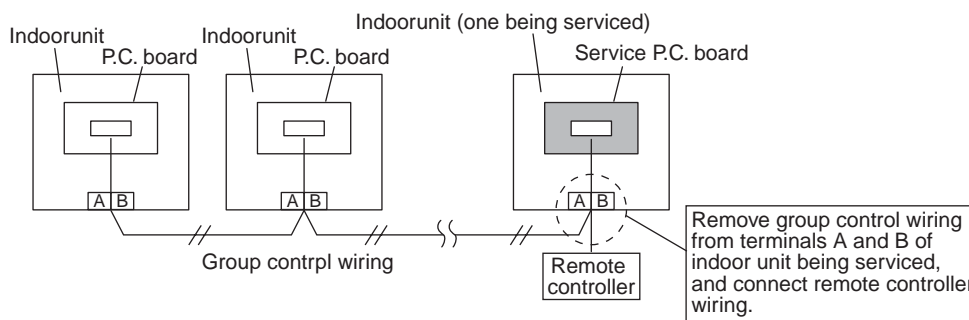 Indoorunit (one being serviced)
Indoorunit
Indoorunit
P.C. board
P.C. board
Service P.C. board
A B
A B
A B
Group contrpl wiring
Remote
controller
Remove group control wiring
from terminals A and B of
indoor unit being serviced,
and connect remote controller
wiring.